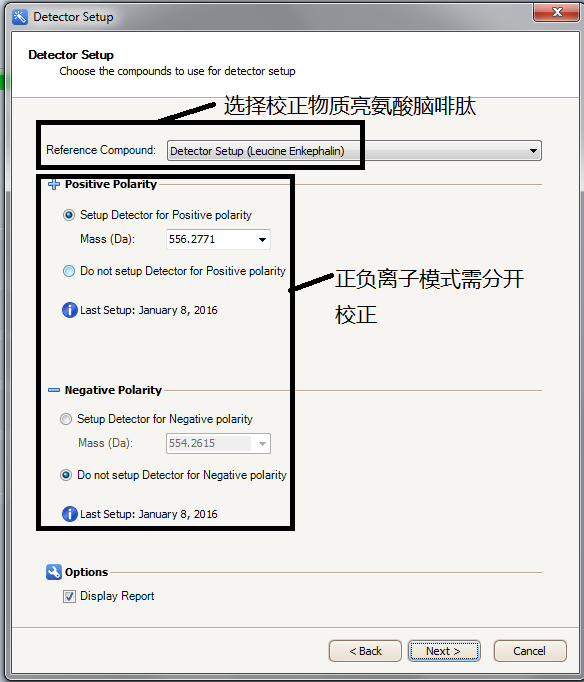 Detector Setup
Detector Setup
Choose the compounds to use for detector setup
选择校正物质亮氨酸脑啡肽
Reference Compound: Detector Setup (Leucine Enkephalin)
Positive Polarity
Setup Detector for Positive polarity
Mass (Da): 556.2771
Do not setup Detector for Positive polarity
正负离子模式需分开
校正
Last Setup: January 8, 2016
Negative Polarity
Setup Detector for Negative polarity
Mass (Da): 554.2615
Do not setup Detector for Negative polarity
Last Setup: January 8, 2016
Options
Display Report
< Back Next > Cancel